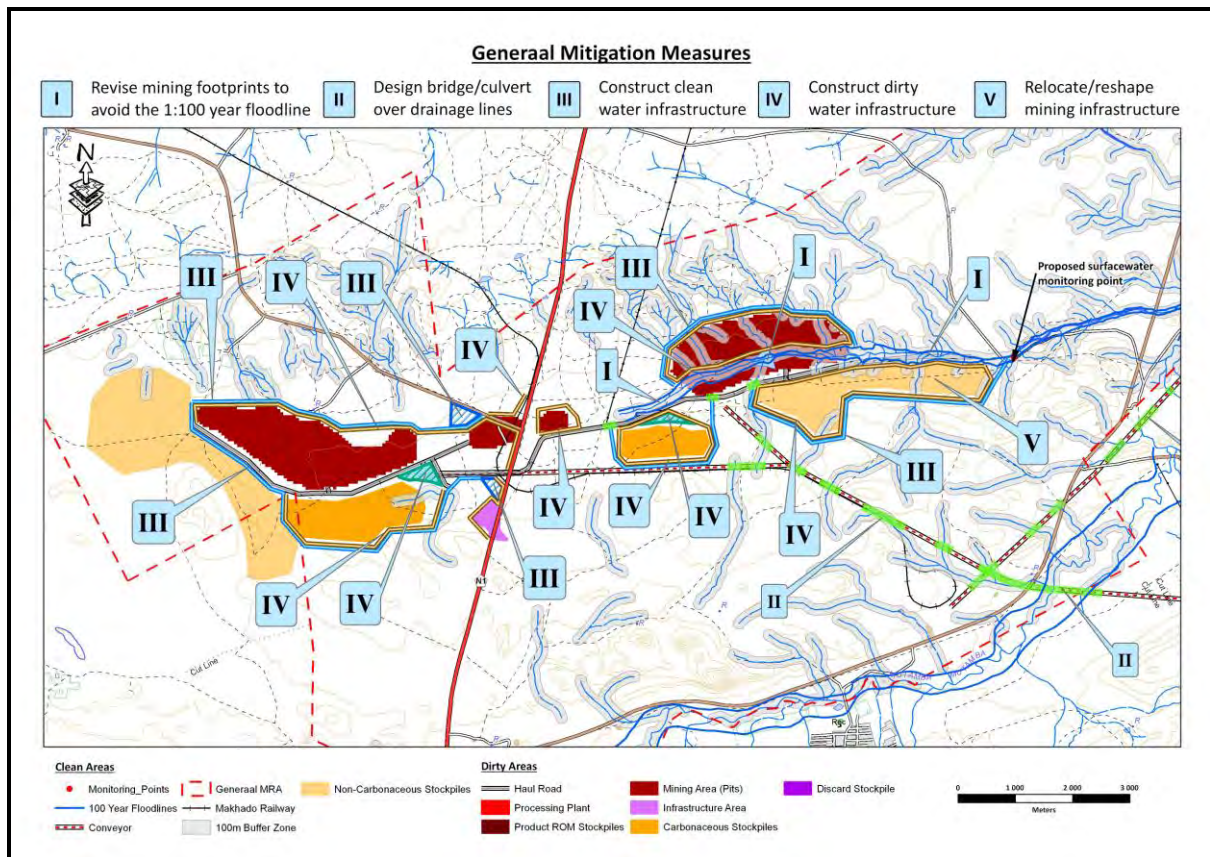 Generaal Mitigation Measures
I
Revise mining footprints to
avoid the 1:100 year floodline
II
Design bridge/culvert
over drainage lines
III
Construct clean
water infrastructure
IV
Construct dirty
water infrastructure
V
Relocate/reshape
mining infrastructure
N
III
IV
III
IV
III
IV
I
I
I
Proposed surfacewater
monitoring point
III
IV
IV
III
IV
IV
IV
IV
III
V
II
II
N1
Cut Line
Cut Line
Clean Areas
Monitoring_Points
Generaal MRA
Non-Carbonaceous Stockpiles
100 Year Floodlines
Makhado Railway
Conveyor
100m Buffer Zone
Dirty Areas
Haul Road
Mining Area (Pits)
Discard Stockpile
Processing Plant
Infrastructure Area
Product ROM Stockpiles
Carbonaceous Stockpiles
0 1 000 2 000 3 000
Meters